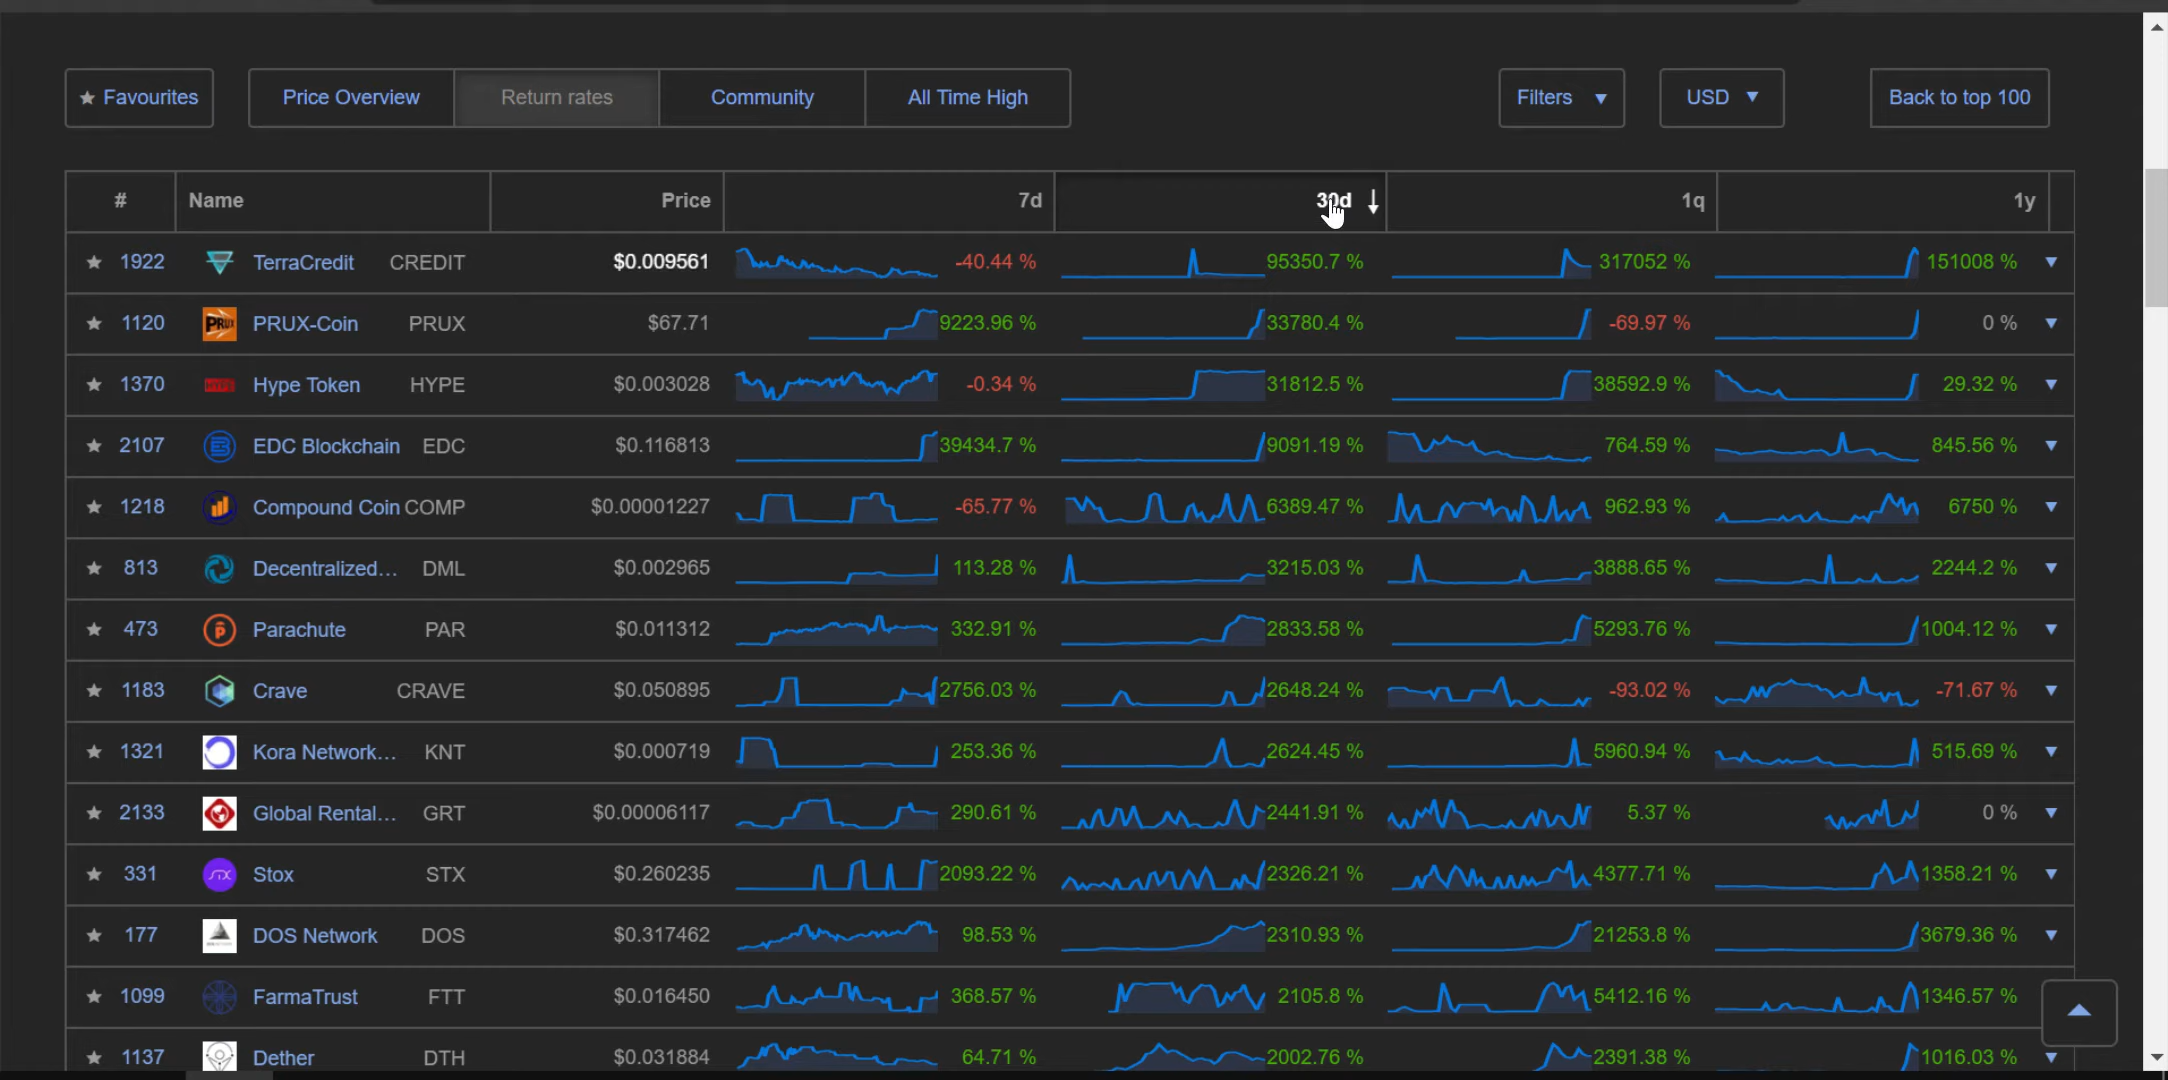 ★ Favourites Price Overview Return rates Community All Time High Filters ▼ USD ▼ Back to top 100
# Name Price 7d 30d ↓ 1q 1y
★ 1922 TerraCredit CREDIT $0.009561 -40.44 % 95350.7 % 317052 % 151008 % ▼
★ 1120 PRUX PRUX-Coin PRUX $67.71 9223.96 % 33780.4 % -69.97 % 0 % ▼
★ 1370 HYPE Hype Token HYPE $0.003028 -0.34 % 31812.5 % 38592.9 % 29.32 % ▼
★ 2107 EDC Blockchain EDC $0.116813 39434.7 % 9091.19 % 764.59 % 845.56 % ▼
★ 1218 Compound Coin COMP $0.00001227 -65.77 % 6389.47 % 962.93 % 6750 % ▼
★ 813 Decentralized... DML $0.002965 113.28 % 3215.03 % 3888.65 % 2244.2 % ▼
★ 473 Parachute PAR $0.011312 332.91 % 2833.58 % 5293.76 % 1004.12 % ▼
★ 1183 Crave CRAVE $0.050895 2756.03 % 2648.24 % -93.02 % -71.67 % ▼
★ 1321 Kora Network... KNT $0.000719 253.36 % 2624.45 % 5960.94 % 515.69 % ▼
★ 2133 Global Rental... GRT $0.00006117 290.61 % 2441.91 % 5.37 % 0 % ▼
★ 331 STX Stox STX $0.260235 2093.22 % 2326.21 % 4377.71 % 1358.21 % ▼
★ 177 DOS Network DOS $0.317462 98.53 % 2310.93 % 21253.8 % 3679.36 % ▼
★ 1099 FarmaTrust FTT $0.016450 368.57 % 2105.8 % 5412.16 % 1346.57 % ▼
★ 1137 Dether DTH $0.031884 64.71 % 2002.76 % 2391.38 % 1016.03 % ▼